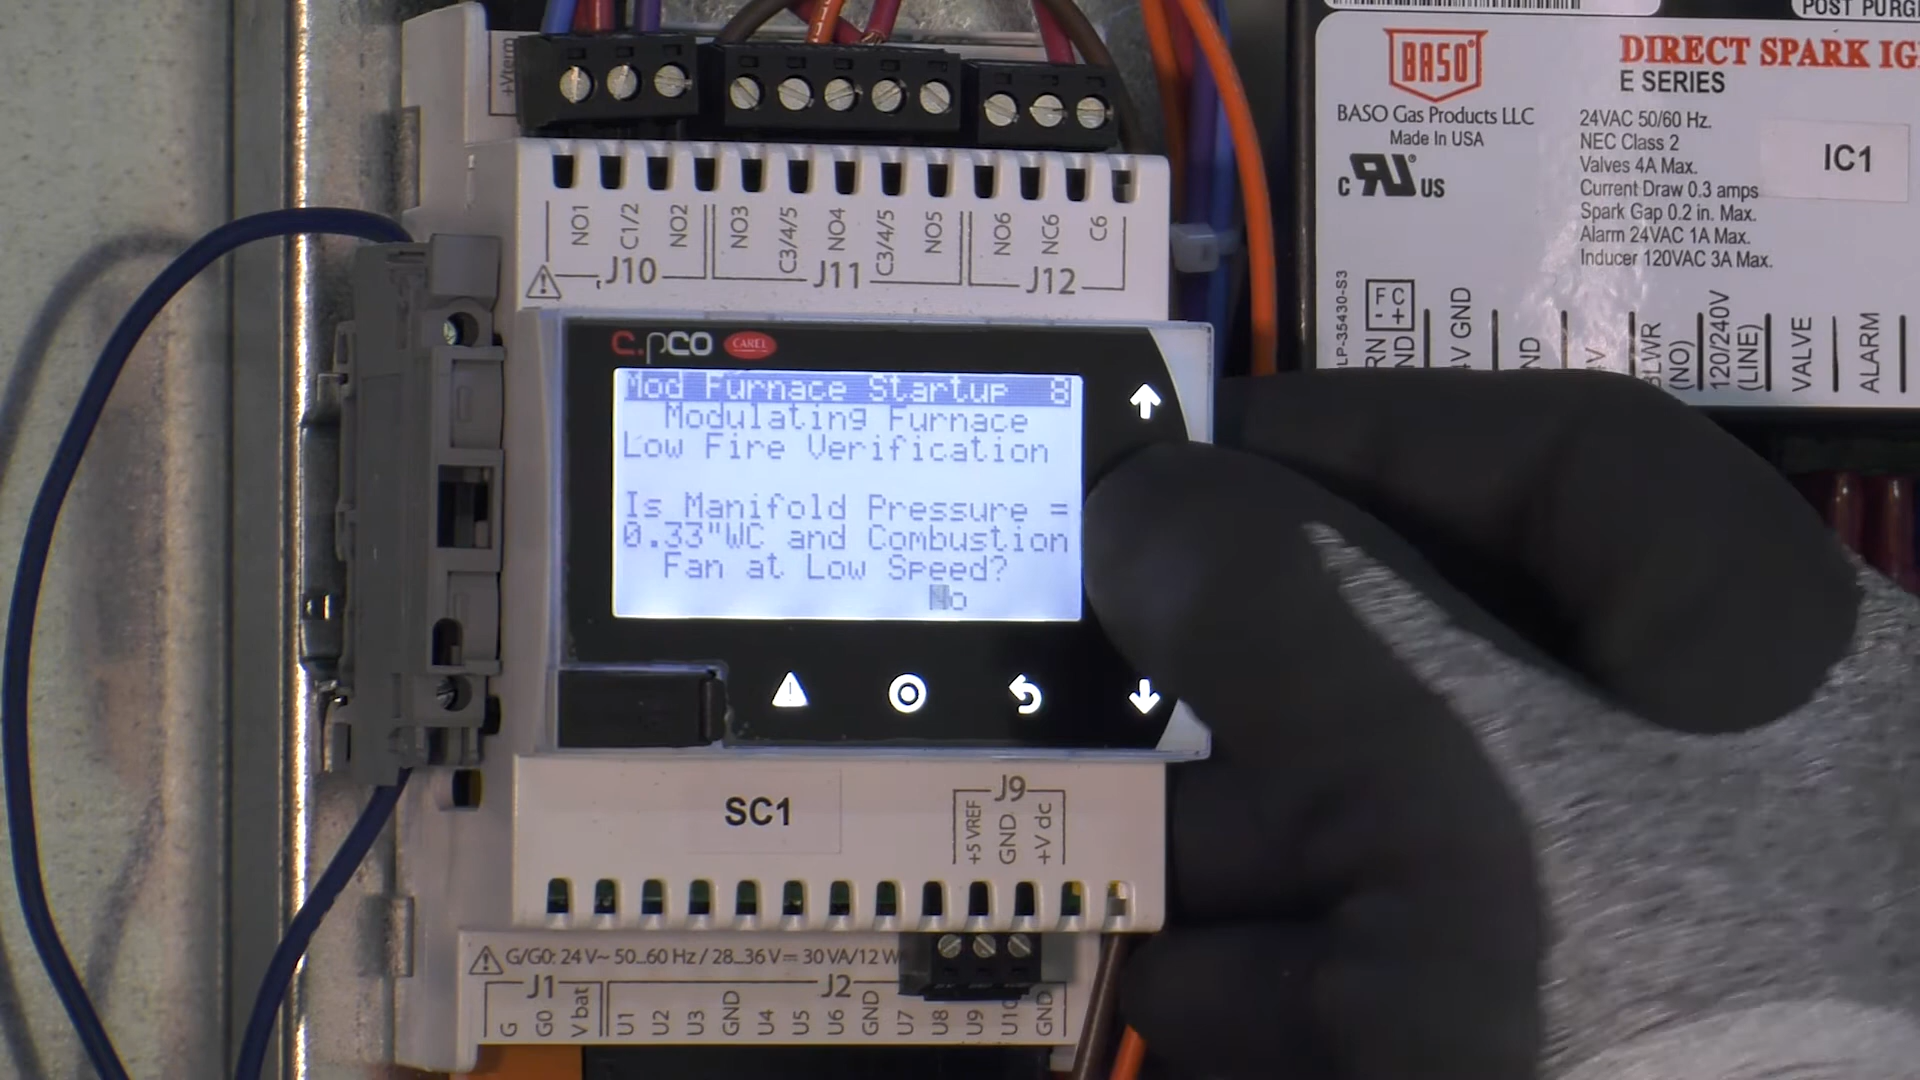 +Vterm
NO1
C1/2
NO2
NO3
C3/4/5
NO4
C3/4/5
NO5
NO6
NC6
C6
J10
J11
J12
c.pCO CAREL
Mod Furnace Startup 8
Modulating Furnace
Low Fire Verification
Is Manifold Pressure =
0.33"WC and Combustion
Fan at Low Speed?
No
SC1
J9
+5 VREF
GND
+V dc
G/G0: 24 V~ 50...60 Hz / 28...36 V= 30 VA/12 W
J1
J2
G
G0
V bat
U1
U2
U3
GND
U4
U5
U6
GND
U7
U8
U9
U10
GND
POST PURG
BASO
DIRECT SPARK IG
E SERIES
BASO Gas Products LLC
Made In USA
C US
24VAC 50/60 Hz.
NEC Class 2
Valves 4A Max.
Current Draw 0.3 amps
Spark Gap 0.2 in. Max.
Alarm 24VAC 1A Max.
Inducer 120VAC 3A Max.
IC1
LP-35430-S3
FC
- +
V GND
(NO)
120/240V
(LINE)
VALVE
ALARM